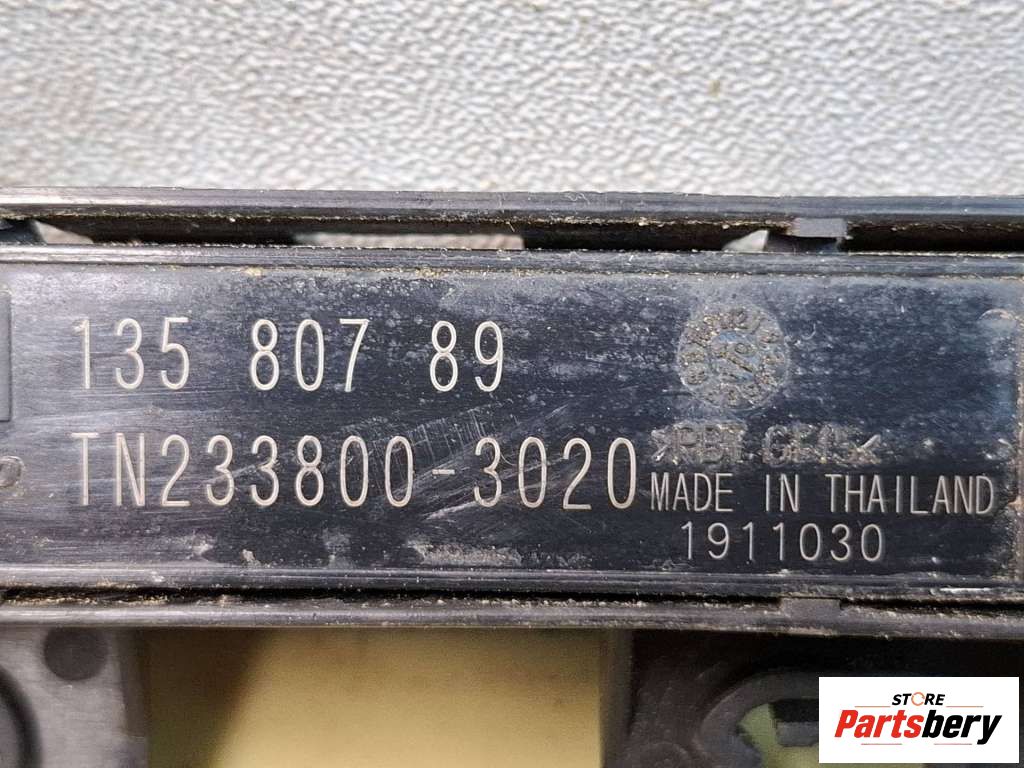 135 807 89
TN233800-3020
MADE IN THAILAND
1911030
STORE
Partsbery